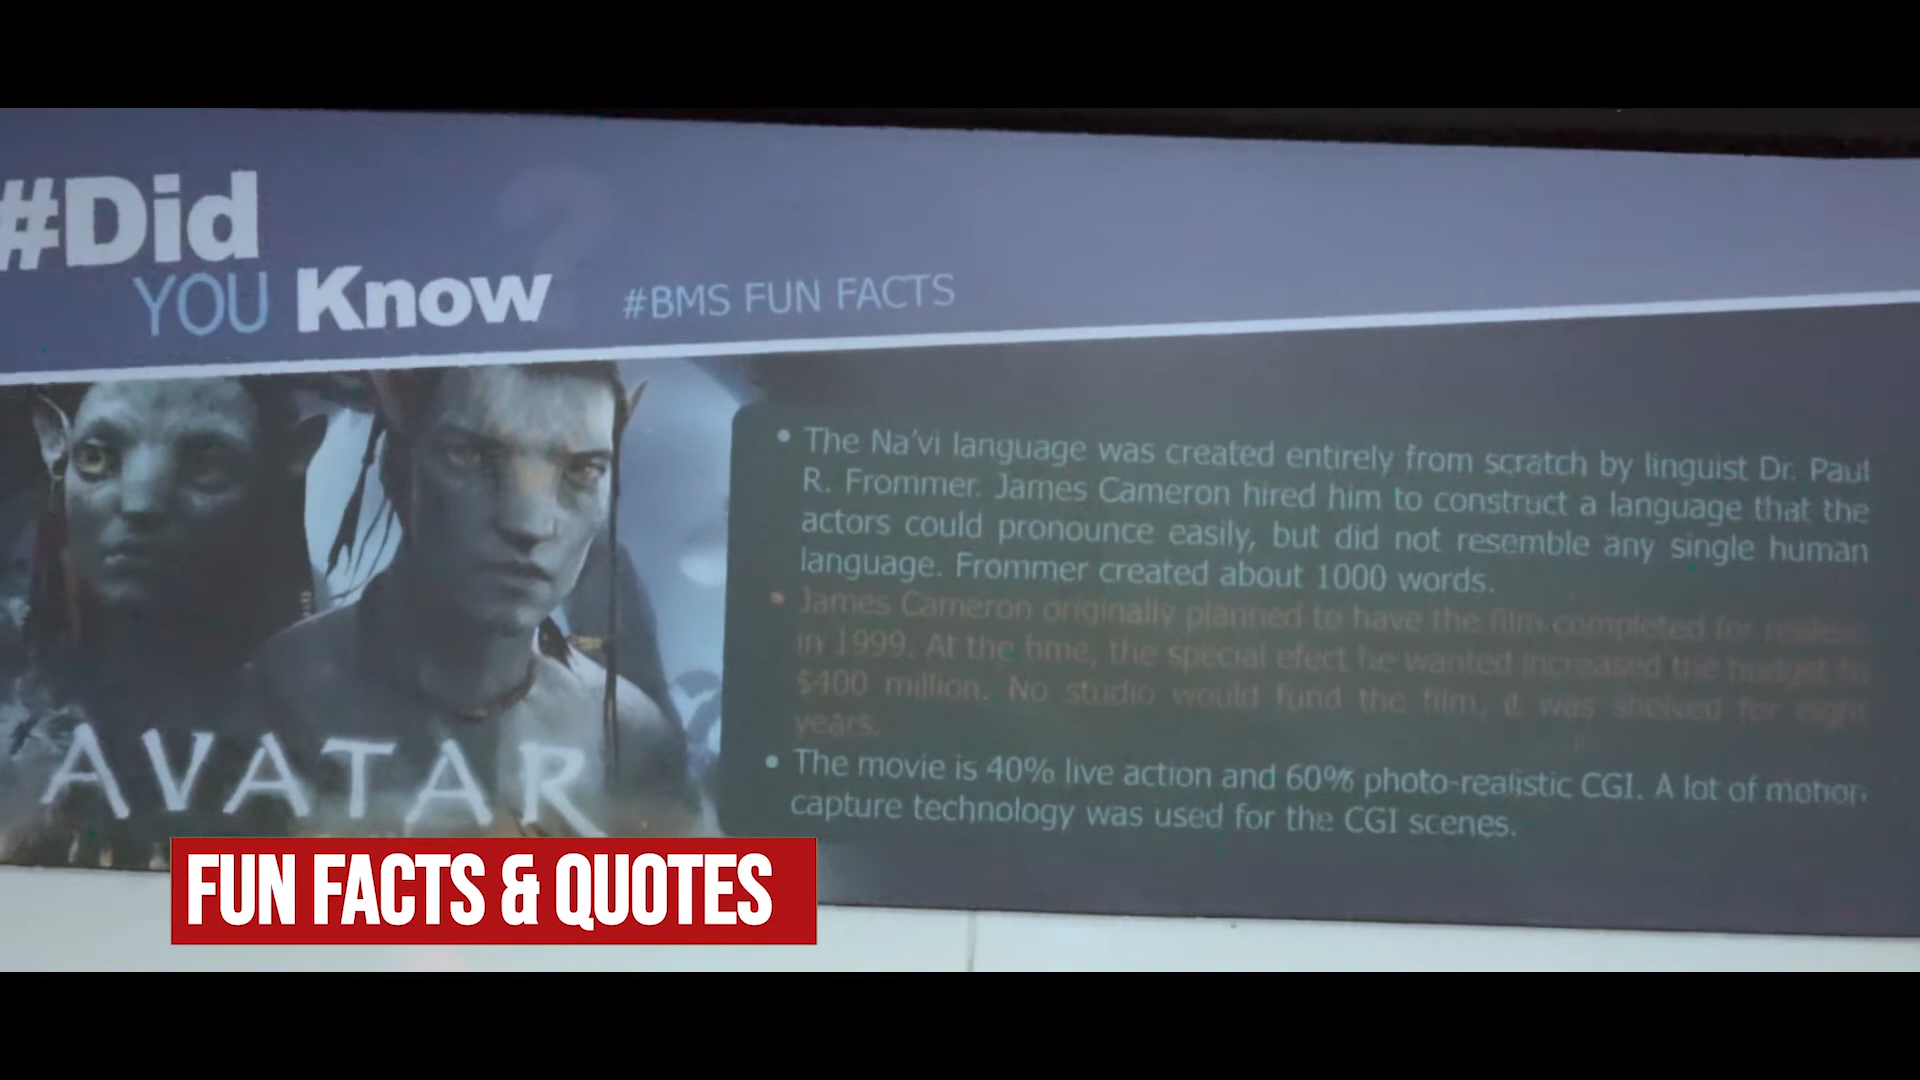 #Did
YOU Know
#BMS FUN FACTS
• The Na'vi language was created entirely from scratch by linguist Dr. Paul
R. Frommer. James Cameron hired him to construct a language that the
actors could pronounce easily, but did not resemble any single human
language. Frommer created about 1000 words.
• James Cameron originally planned to have the film completed for release
in 1999. At the time, the special efect he wanted increased the budget to
$400 million. No studio would fund the film, it was shelved for eight
years.
• The movie is 40% live action and 60% photo-realistic CGI. A lot of motion
capture technology was used for the CGI scenes.
AVATAR
FUN FACTS & QUOTES